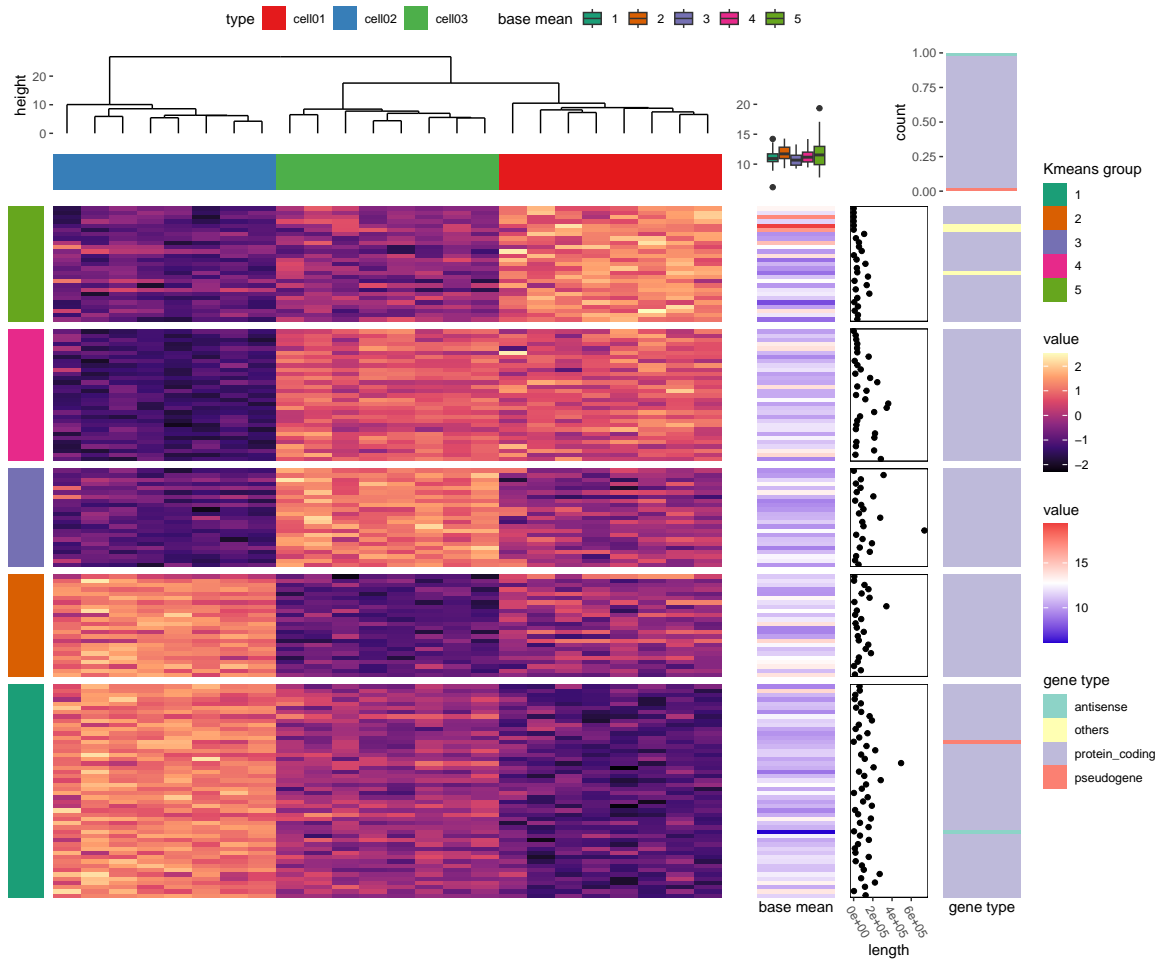 type cell01 cell02 cell03 base mean 1 2 3 4 5
height
20
10
0
20
15
10
count
1.00
0.75
0.50
0.25
0.00
Kmeans group
1
2
3
4
5
value
2
1
0
−1
−2
value
15
10
gene type
antisense
others
protein_coding
pseudogene
base mean
0e+00
2e+05
4e+05
6e+05
length
gene type